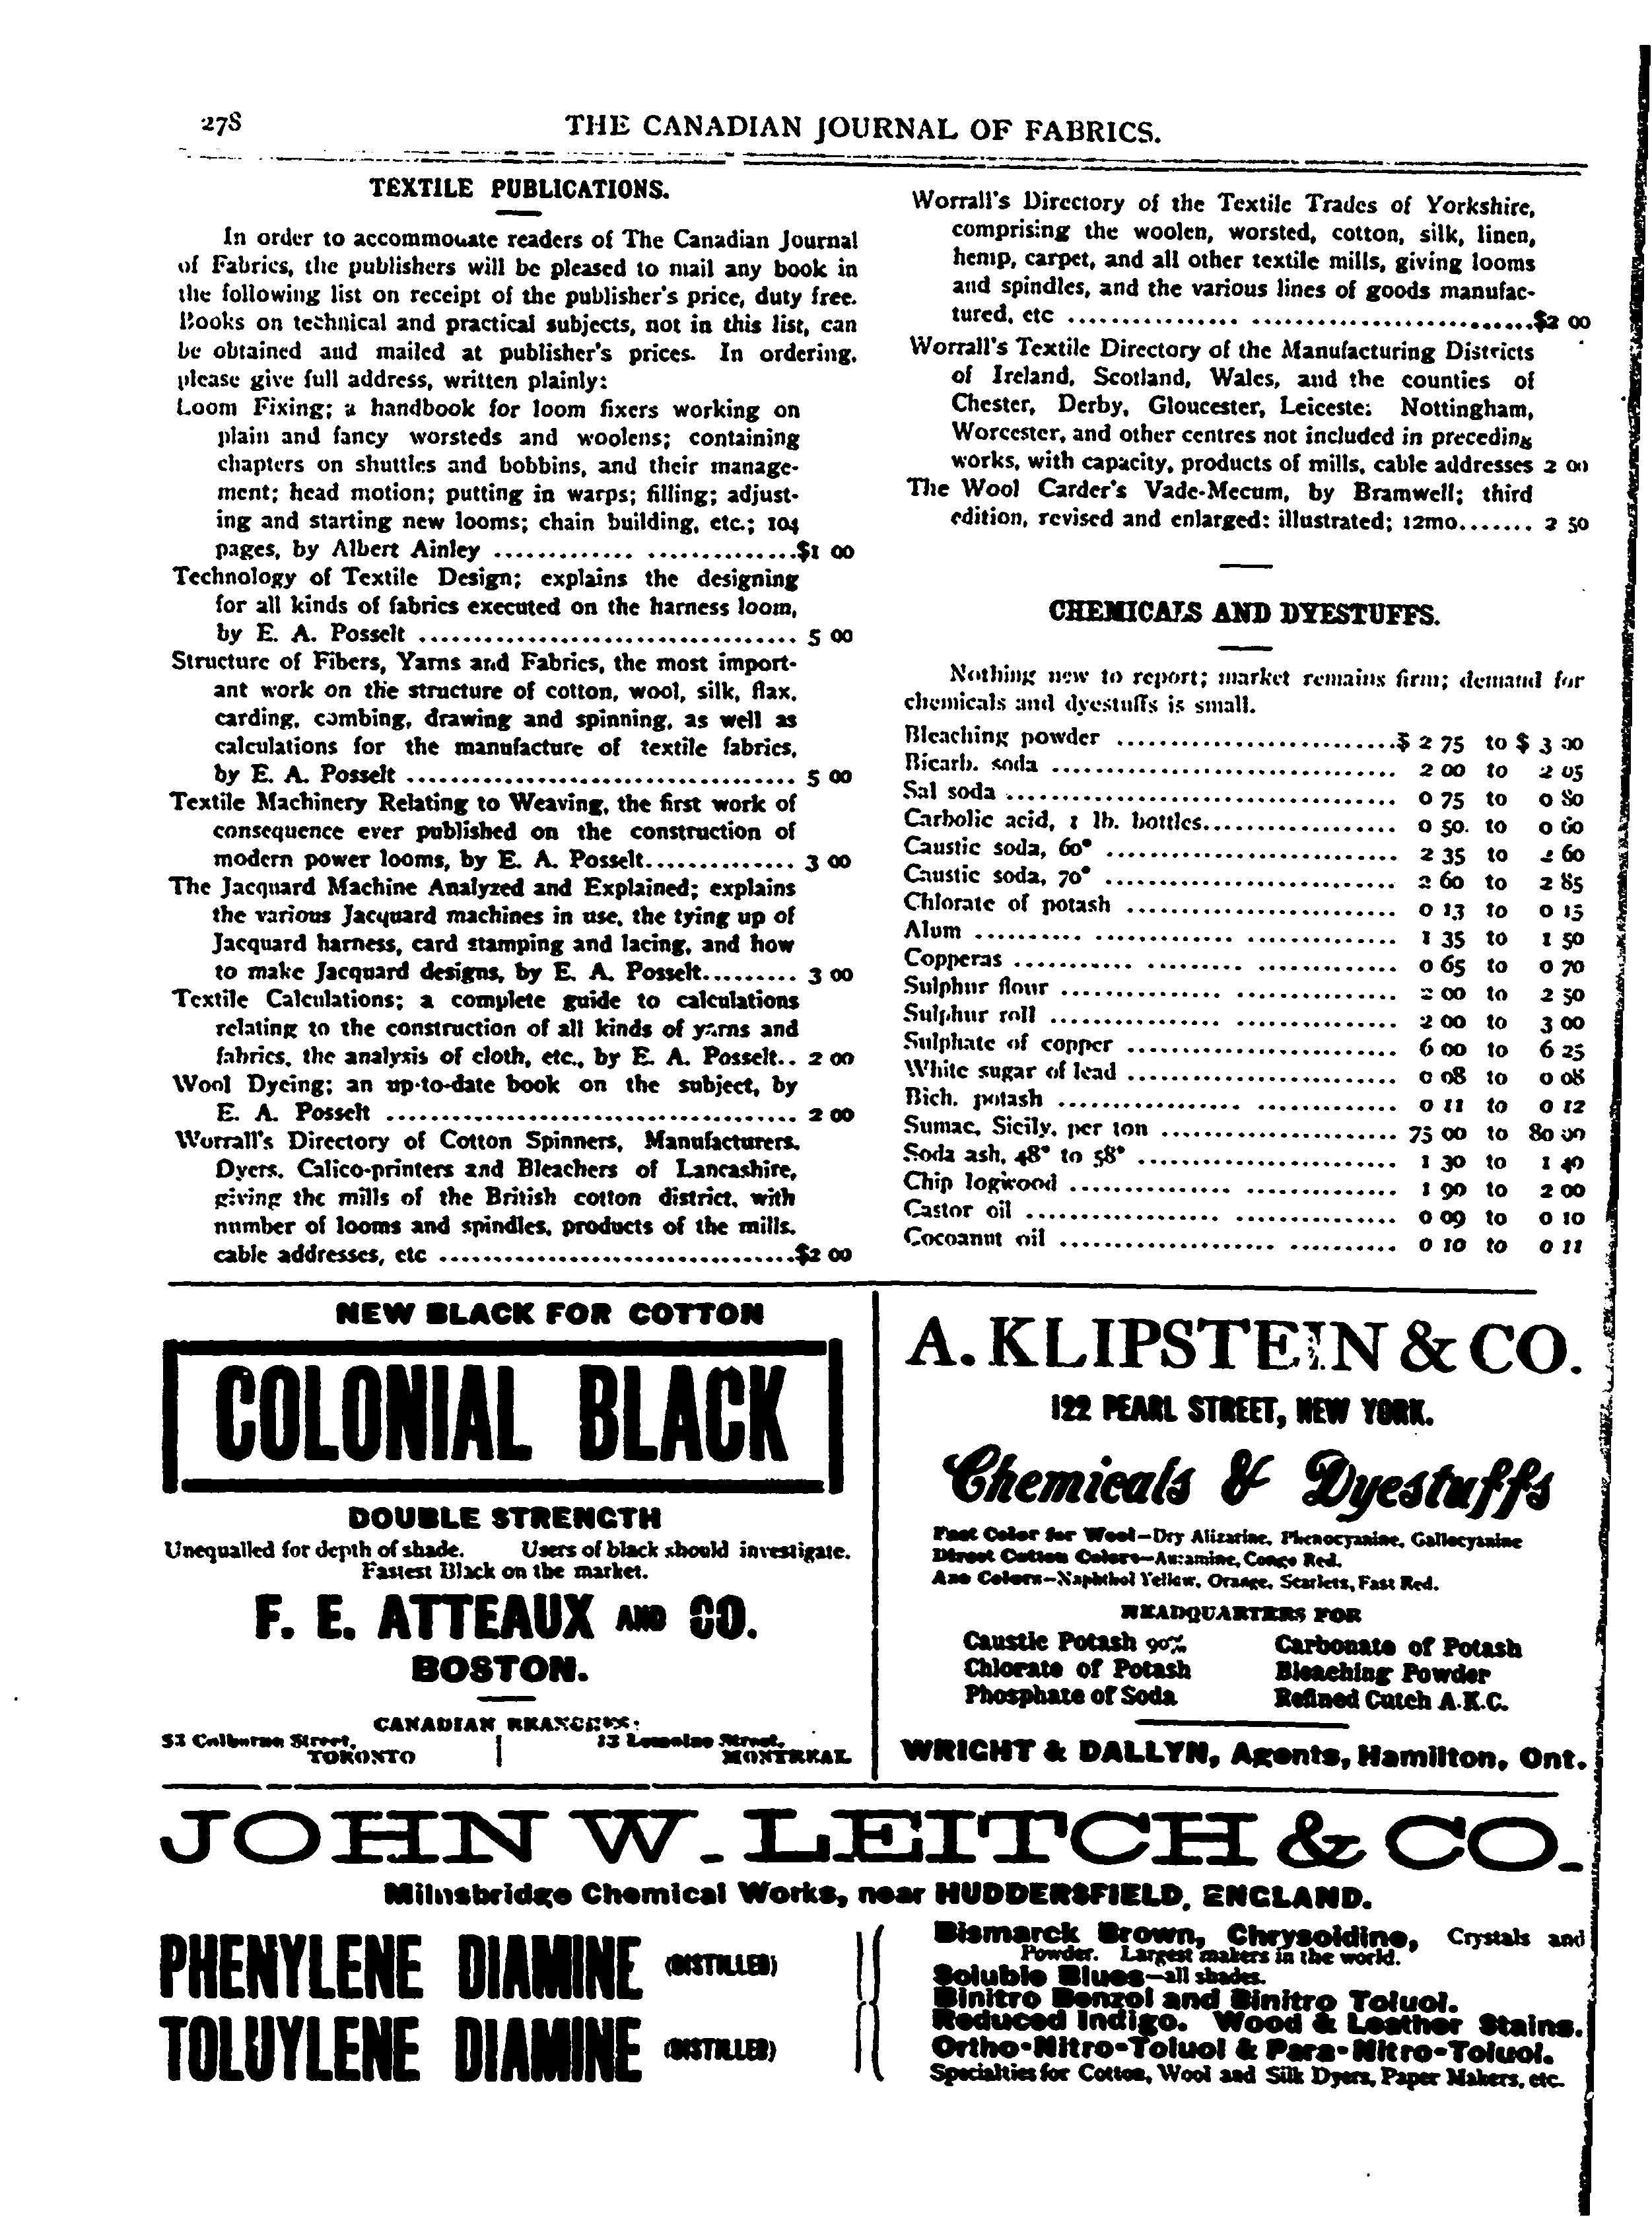 278
THE CANADIAN JOURNAL OF FABRICS.
TEXTILE PUBLICATIONS.
In order to accommodate readers of The Canadian Journal
of Fabrics, the publishers will be pleased to mail any book in
the following list on receipt of the publisher's price, duty free.
Books on technical and practical subjects, not in this list, can
be obtained and mailed at publisher's prices. In ordering,
please give full address, written plainly:
Loom Fixing; a handbook for loom fixers working on
plain and fancy worsteds and woolens; containing
chapters on shuttles and bobbins, and their manage-
ment; head motion; putting in warps; filling; adjust-
ing and starting new looms; chain building, etc.; 104
pages, by Albert Ainley ............. ..............$1 00
Technology of Textile Design; explains the designing
for all kinds of fabrics executed on the harness loom,
by E. A. Posselt .................................. 5 00
Structure of Fibers, Yarns and Fabrics, the most import-
ant work on the structure of cotton, wool, silk, flax,
carding, combing, drawing and spinning, as well as
calculations for the manufacture of textile fabrics,
by E. A. Posselt ................................... 5 00
Textile Machinery Relating to Weaving, the first work of
consequence ever published on the construction of
modern power looms, by E. A. Posselt.............. 3 00
The Jacquard Machine Analyzed and Explained; explains
the various Jacquard machines in use, the tying up of
Jacquard harness, card stamping and lacing, and how
to make Jacquard designs, by E. A. Posselt......... 3 00
Textile Calculations; a complete guide to calculations
relating to the construction of all kinds of yarns and
fabrics, the analysis of cloth, etc., by E. A. Posselt.. 2 00
Wool Dyeing; an up-to-date book on the subject, by
E. A. Posselt ..................................... 2 00
Worrall's Directory of Cotton Spinners, Manufacturers,
Dyers, Calico-printers and Bleachers of Lancashire,
giving the mills of the British cotton district, with
number of looms and spindles, products of the mills,
cable addresses, etc ................................$2 00
Worrall's Directory of the Textile Trades of Yorkshire,
comprising the woolen, worsted, cotton, silk, linen,
hemp, carpet, and all other textile mills, giving looms
and spindles, and the various lines of goods manufac-
tured, etc ................ ..........................$2 00
Worrall's Textile Directory of the Manufacturing Districts
of Ireland, Scotland, Wales, and the counties of
Chester, Derby, Gloucester, Leicester Nottingham,
Worcester, and other centres not included in preceding
works, with capacity, products of mills, cable addresses 2 00
The Wool Carder's Vade-Mecum, by Bramwell; third
edition, revised and enlarged: illustrated; 12mo....... 2 50
CHEMICALS AND DYESTUFFS.
Nothing new to report; market remains firm; demand for
chemicals and dyestuffs is small.
Bleaching powder .........................$ 2 75 to $ 3 00
Bicarb. soda ............................... 2 00 to 2 05
Sal soda ................................... 0 75 to 0 80
Carbolic acid, 1 lb. bottles.................. 0 50. to 0 60
Caustic soda, 60° .......................... 2 35 to 2 60
Caustic soda, 70° .......................... 2 60 to 2 85
Chlorate of potash ........................ 0 13 to 0 15
Alum .......... ............. .............. 1 35 to 1 50
Copperas ........... ......... ............. 0 65 to 0 70
Sulphur flour ............... ............... 2 00 to 2 50
Sulphur roll ................ ............... 2 00 to 3 00
Sulphate of copper ........................ 6 00 to 6 25
White sugar of lead ........................ 0 08 to 0 08
Bich. potash ................. ............. 0 11 to 0 12
Sumac, Sicily, per ton ..................... 75 00 to 80 00
Soda ash, 48° to 58° ....................... 1 30 to 1 40
Chip logwood ............... ............... 1 90 to 2 00
Castor oil .................. ............... 0 09 to 0 10
Cocoanut oil .................... .......... 0 10 to 0 11
NEW BLACK FOR COTTON
COLONIAL BLACK
DOUBLE STRENGTH
Unequalled for depth of shade. Users of black should investigate.
Fastest Black on the market.
F. E. ATTEAUX AND CO.
BOSTON.
CANADIAN BRANCHES:
53 Colborne Street, TORONTO
13 Lemoine Street, MONTREAL
A. KLIPSTEIN & CO.
122 PEARL STREET, NEW YORK.
Chemicals & Dyestuffs
Fast Color for Wool—Dry Alizarine, Phenocyanine, Gallocyanine
Direct Cotton Colors—Auramine, Congo Red.
Azo Colors—Naphthol Yellow, Orange, Scarlets, Fast Red.
HEADQUARTERS FOR
Caustic Potash 90% Carbonate of Potash
Chlorate of Potash Bleaching Powder
Phosphate of Soda Refined Cutch A.K.C.
WRIGHT & DALLYN, Agents, Hamilton, Ont.
JOHN W. LEITCH & CO.
Milnsbridge Chemical Works, near HUDDERSFIELD, ENGLAND.
PHENYLENE DIAMINE (DISTILLED)
TOLUYLENE DIAMINE (DISTILLED)
Bismarck Brown, Chrysoidine, Crystals and
Powder. Largest makers in the world.
Soluble Blues—all shades.
Binitro Benzol and Binitro Toluol.
Reduced Indigo. Wood & Leather Stains.
Ortho-Nitro-Toluol & Para-Nitro-Toluol.
Specialties for Cotton, Wool and Silk Dyers, Paper Makers, etc.